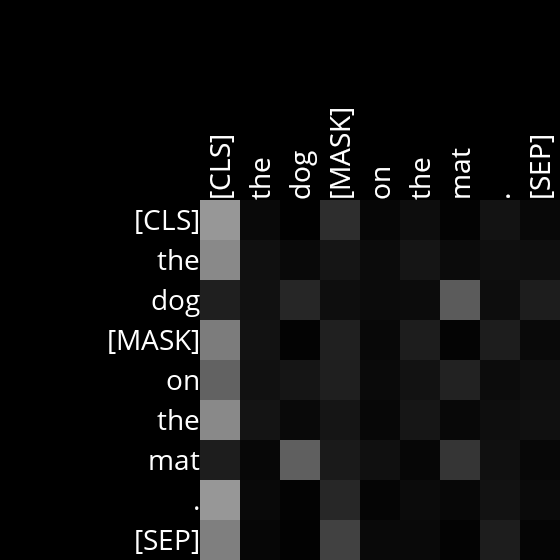 [CLS] the dog [MASK] on the mat . [SEP]
[CLS]
the
dog
[MASK]
on
the
mat
.
[SEP]